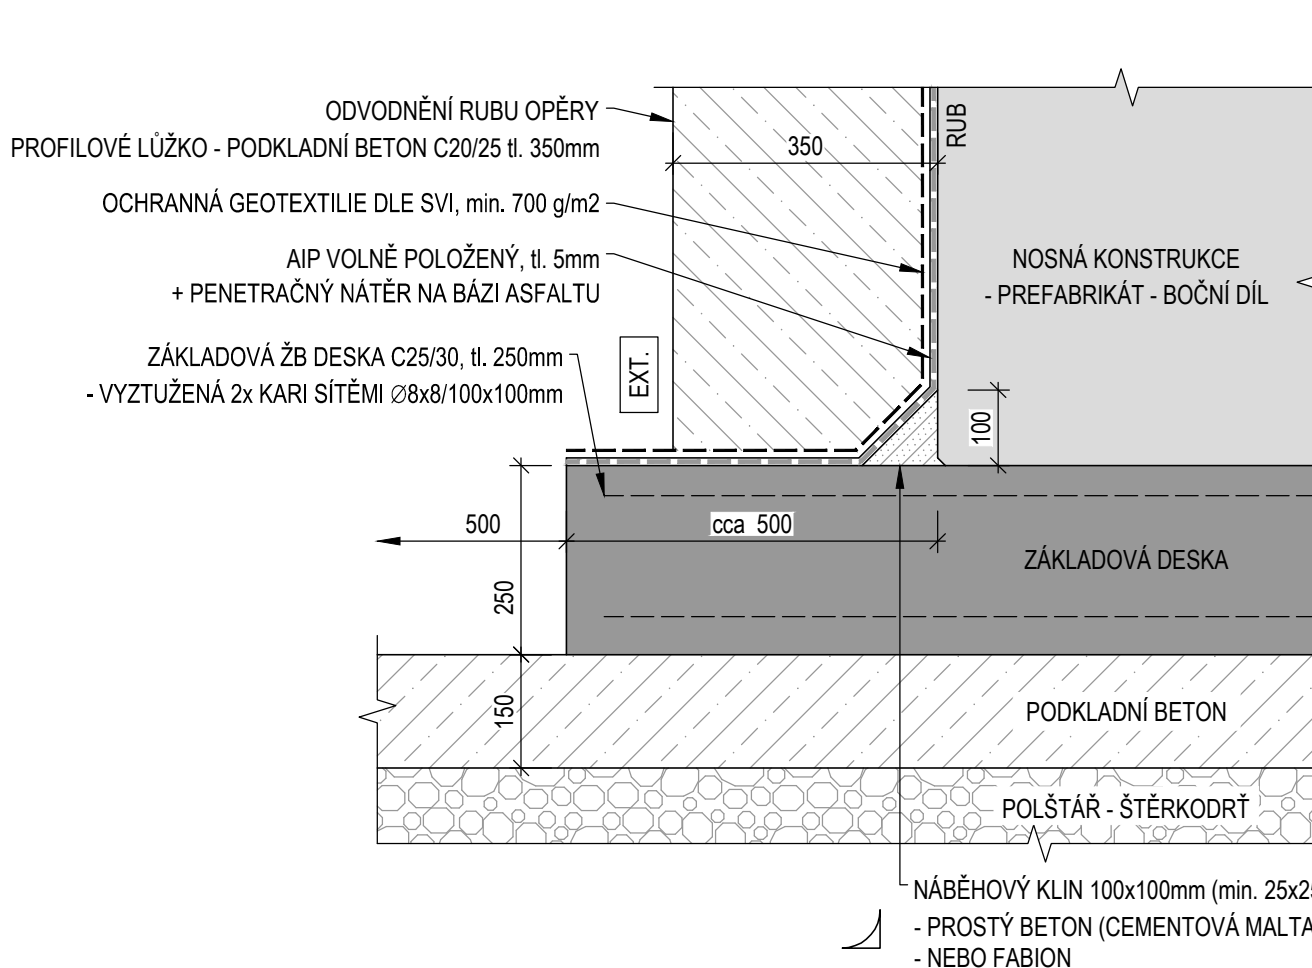 ODVODNĚNÍ RUBU OPĚRY
PROFILOVÉ LŮŽKO - PODKLADNÍ BETON C20/25 tl. 350mm
OCHRANNÁ GEOTEXTILIE DLE SVI, min. 700 g/m2
AIP VOLNĚ POLOŽENÝ, tl. 5mm
+ PENETRAČNÝ NÁTĚR NA BÁZI ASFALTU
ZÁKLADOVÁ ŽB DESKA C25/30, tl. 250mm
- VYZTUŽENÁ 2x KARI SÍTĚMI Ø8x8/100x100mm
EXT.
350
RUB
NOSNÁ KONSTRUKCE
- PREFABRIKÁT - BOČNÍ DÍL
100
500
cca 500
250
ZÁKLADOVÁ DESKA
150
PODKLADNÍ BETON
POLŠTÁŘ - ŠTĚRKODRŤ
NÁBĚHOVÝ KLIN 100x100mm (min. 25x25
- PROSTÝ BETON (CEMENTOVÁ MALTA
- NEBO FABION